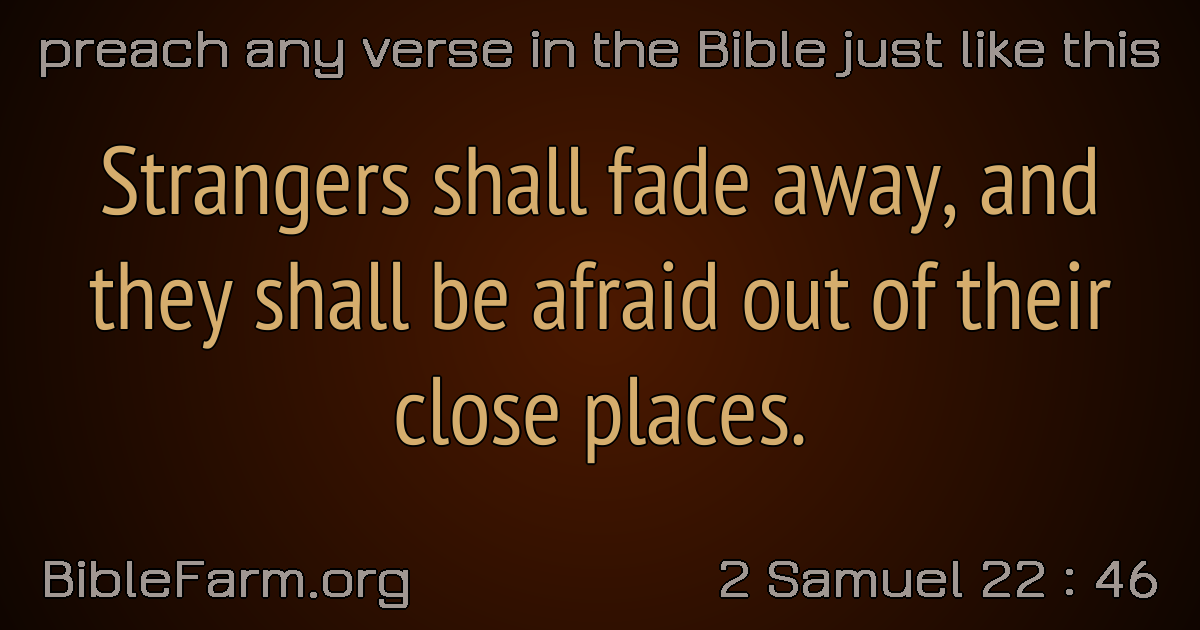 preach any verse in the Bible just like this
Strangers shall fade away, and
they shall be afraid out of their
close places.
BibleFarm.org
2 Samuel 22 : 46